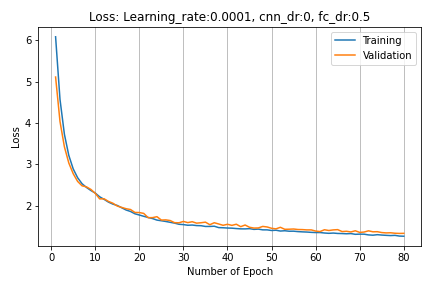 Loss: Learning_rate:0.0001, cnn_dr:0, fc_dr:0.5
Training
Validation
6
5
4
3
2
Loss
0 10 20 30 40 50 60 70 80
Number of Epoch